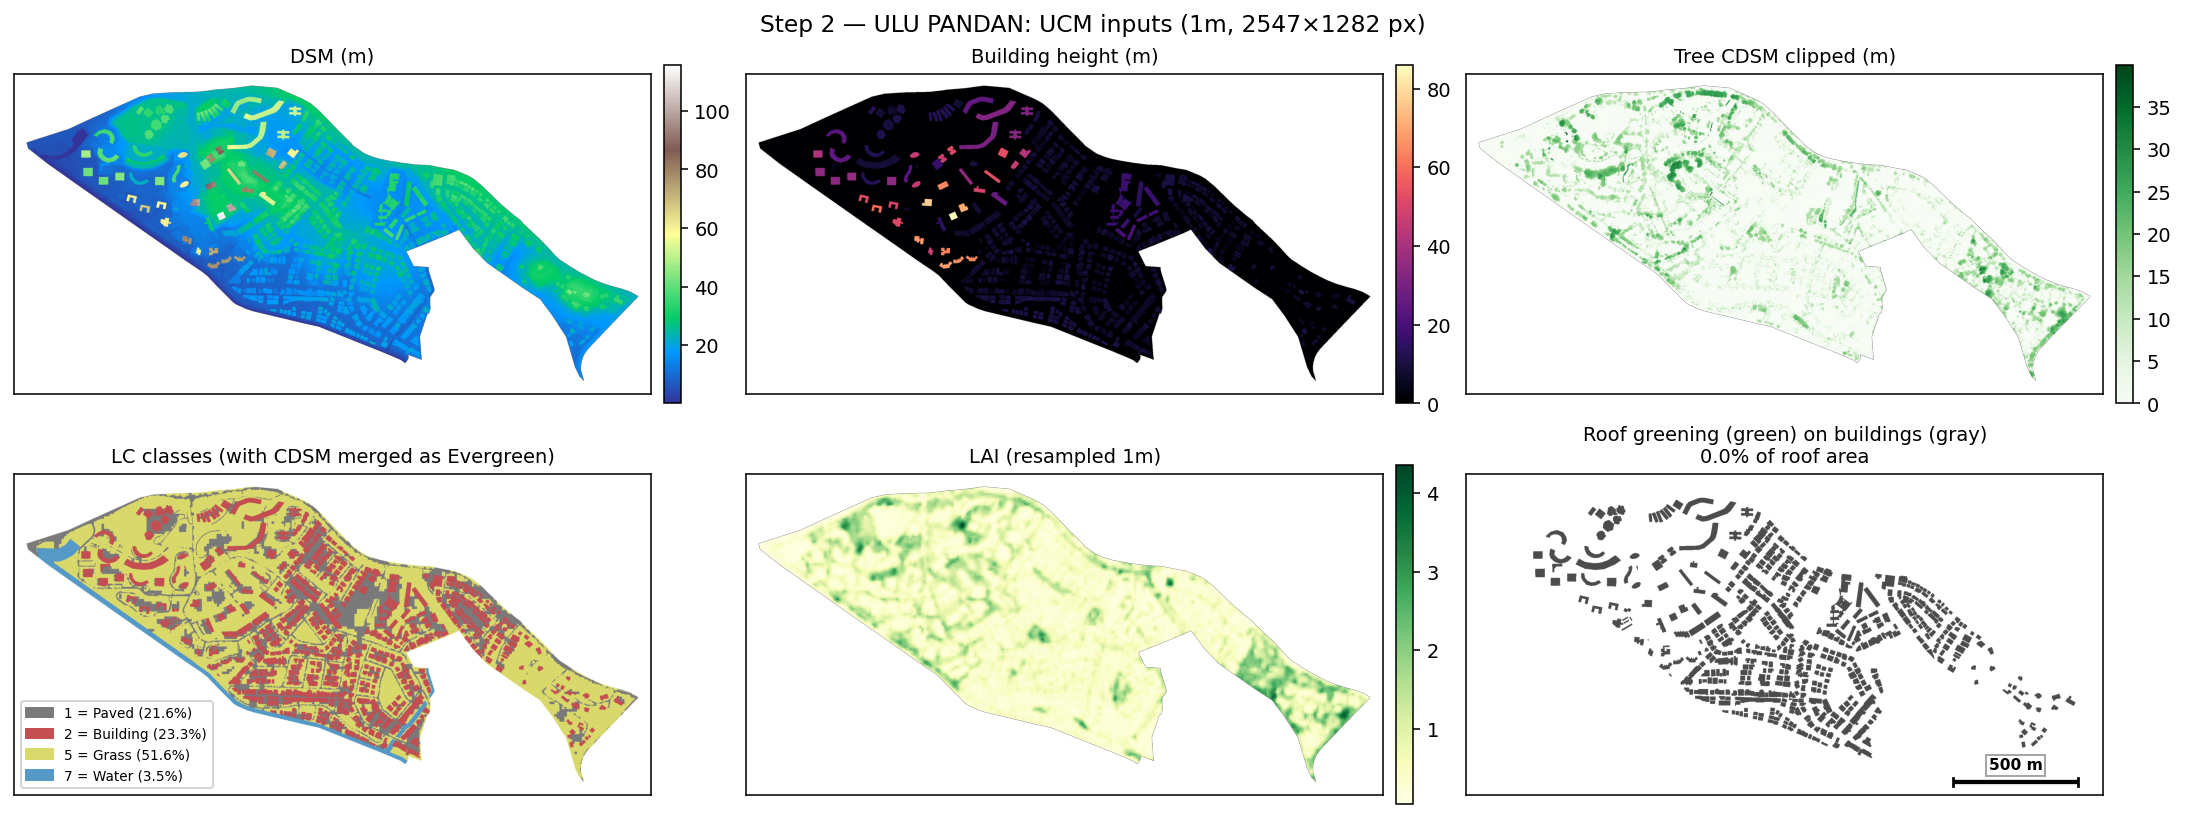 Step 2 — ULU PANDAN: UCM inputs (1m, 2547×1282 px)
DSM (m)
100
80
60
40
20
Building height (m)
80
60
40
20
0
Tree CDSM clipped (m)
35
30
25
20
15
10
5
0
LC classes (with CDSM merged as Evergreen)
1 = Paved (21.6%)
2 = Building (23.3%)
5 = Grass (51.6%)
7 = Water (3.5%)
LAI (resampled 1m)
4
3
2
1
Roof greening (green) on buildings (gray)
0.0% of roof area
500 m